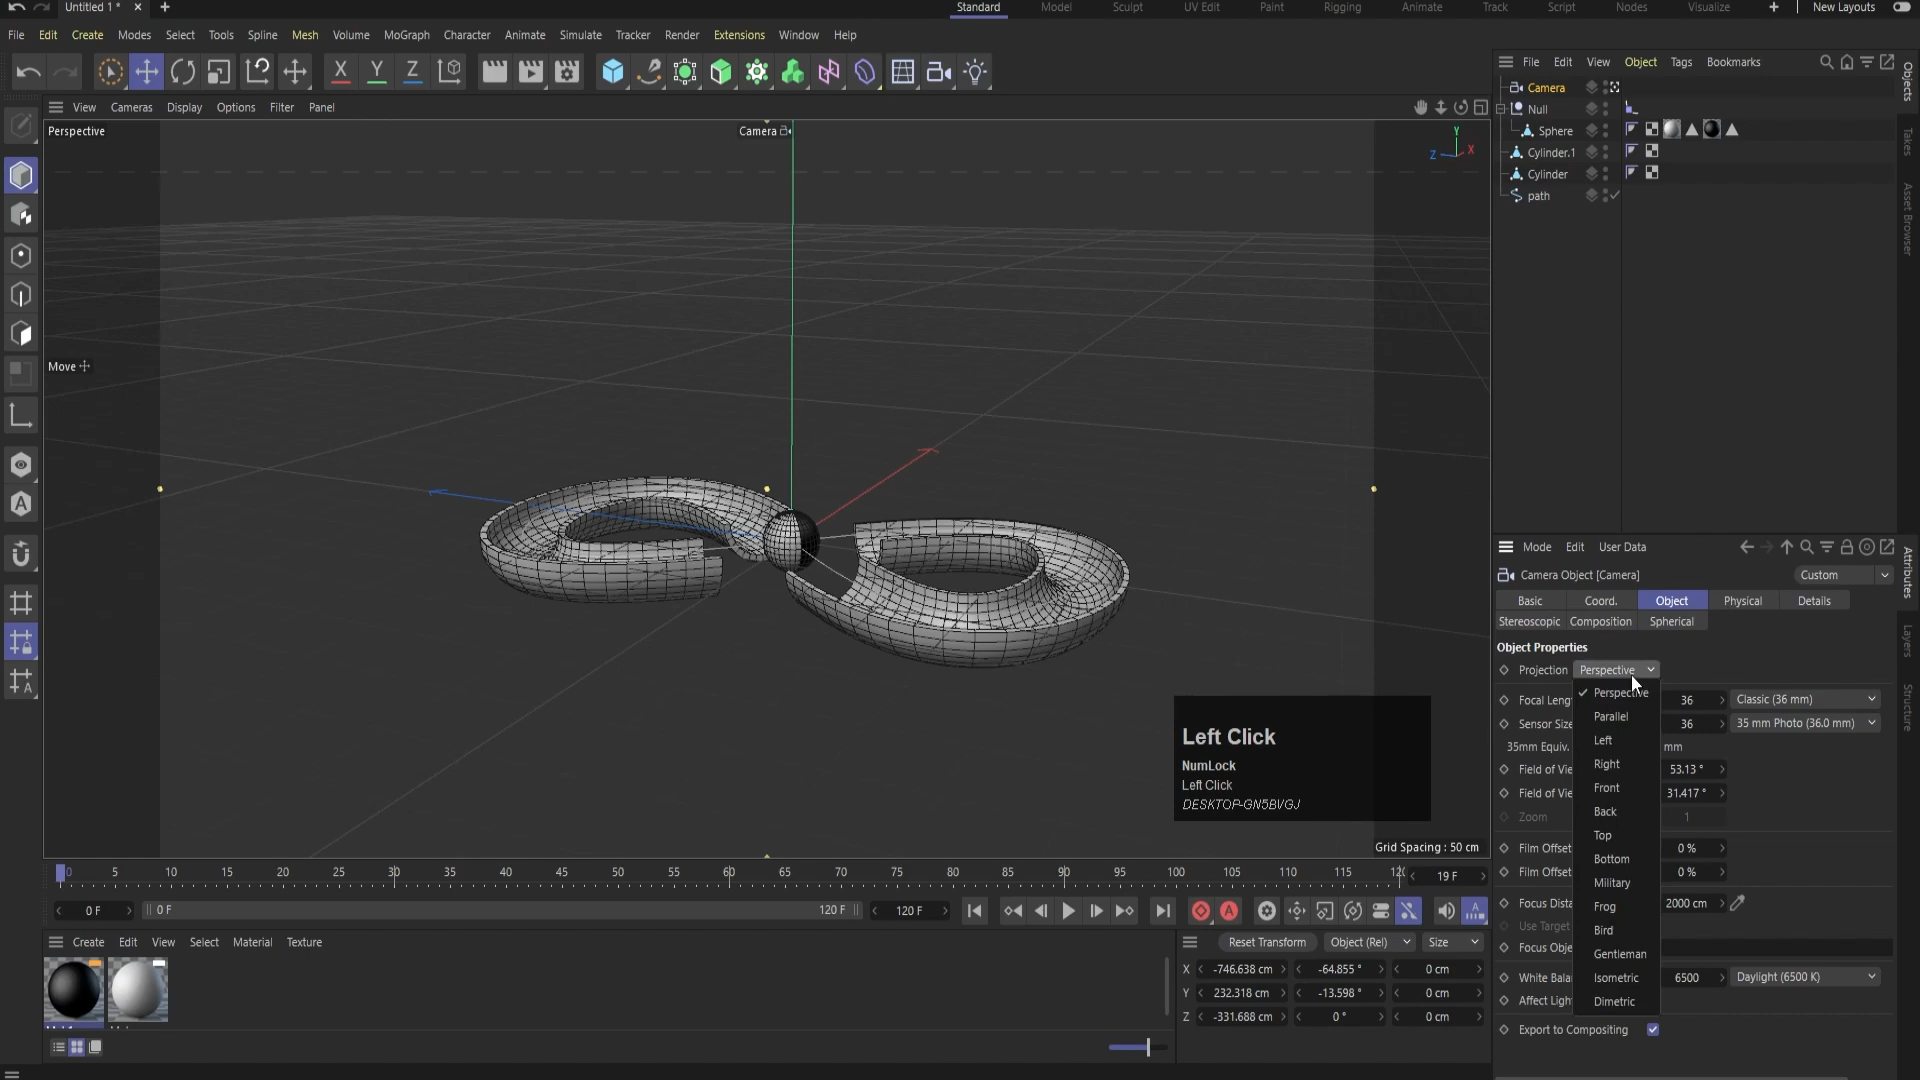 Untitled 1 *
Standard
Model
Sculpt
UV Edit
Paint
Rigging
Animate
Track
Script
Nodes
Visualize
New Layouts
File Edit Create Modes Select Tools Spline Mesh Volume MoGraph Character Animate Simulate Tracker Render Extensions Window Help
X Y Z
File Edit View Object Tags Bookmarks
View Cameras Display Options Filter Panel
Perspective
Camera
Y
Z
X
Move
Camera
Null
Sphere
Cylinder.1
Cylinder
path
Objects
Takes
Asset Browser
Left Click
NumLock
Left Click
DESKTOP-GN5BVGJ
Grid Spacing : 50 cm
Mode Edit User Data
Camera Object [Camera]
Custom
Basic Coord. Object Physical Details
Stereoscopic Composition Spherical
Attributes
Layers
Structure
Object Properties
Projection Perspective
Perspective
Parallel
Left
Right
Front
Back
Top
Bottom
Military
Frog
Bird
Gentleman
Isometric
Dimetric
Focal Leng 36 Classic (36 mm)
Sensor Size 36 35 mm Photo (36.0 mm)
35mm Equiv. mm
Field of Vie 53.13 °
Field of Vie 31.417 °
Zoom 1
Film Offset 0 %
Film Offset 0 %
Focus Dista 2000 cm
Use Target
Focus Obje
White Bala 6500 Daylight (6500 K)
Affect Ligh
Export to Compositing
0 5 10 15 20 25 30 35 40 45 50 55 60 65 70 75 80 85 90 95 100 105 110 115 120
19 F
0 F 0 F 120 F 120 F
Create Edit View Select Material Texture
Reset Transform Object (Rel) Size
X -746.638 cm -64.855 ° 0 cm
Y 232.318 cm -13.598 ° 0 cm
Z -331.688 cm 0 ° 0 cm